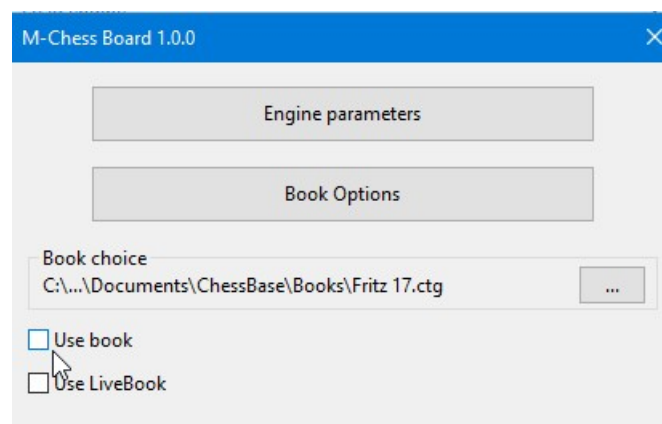 M-Chess Board 1.0.0
Engine parameters
Book Options
Book choice
C:\...\Documents\ChessBase\Books\Fritz 17.ctg
...
Use book
Use LiveBook